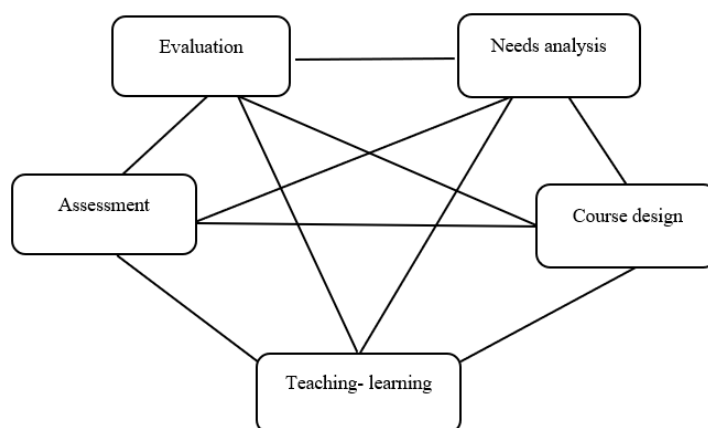 Evaluation
Needs analysis
Assessment
Course design
Teaching- learning